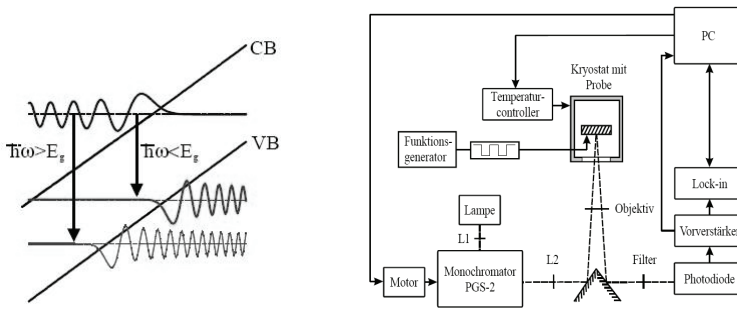 CB
ħω>E_g
ħω<E_g
VB
PC
Kryostat mit
Probe
Temperatur-
controller
Funktions-
generator
Lock-in
Lampe
Objektiv
L1
Vorverstärker
Monochromator
PGS-2
L2
Filter
Motor
Photodiode